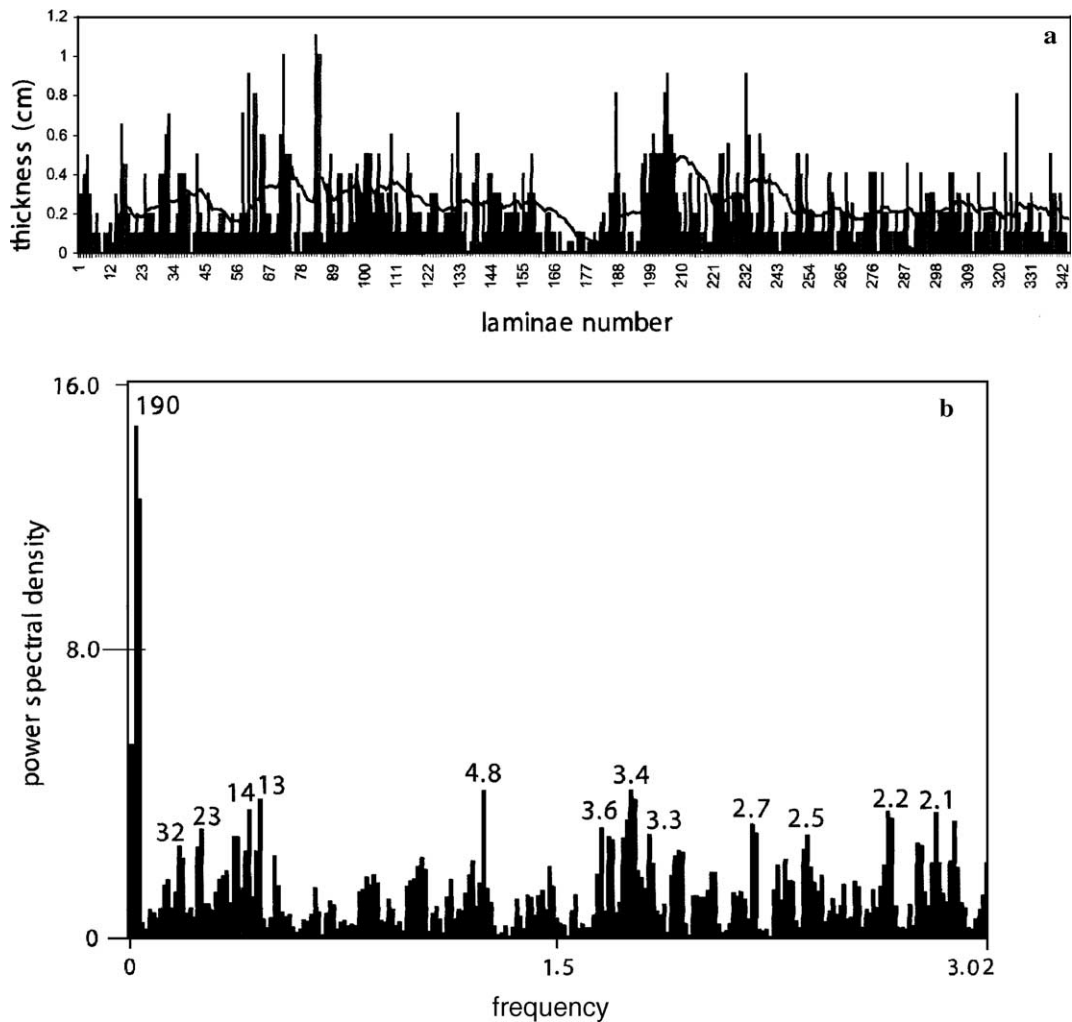 1.2
a
1
0.8
0.6
0.4
0.2
0
thickness (cm)
1 12 23 34 45 56 67 78 89 100 111 122 133 144 155 166 177 188 199 210 221 232 243 254 265 276 287 298 309 320 331 342
laminae number
16.0
b
190
8.0
power spectral density
32 23 14 13 4.8 3.6 3.4 3.3 2.7 2.5 2.2 2.1
0
0 1.5 3.02
frequency